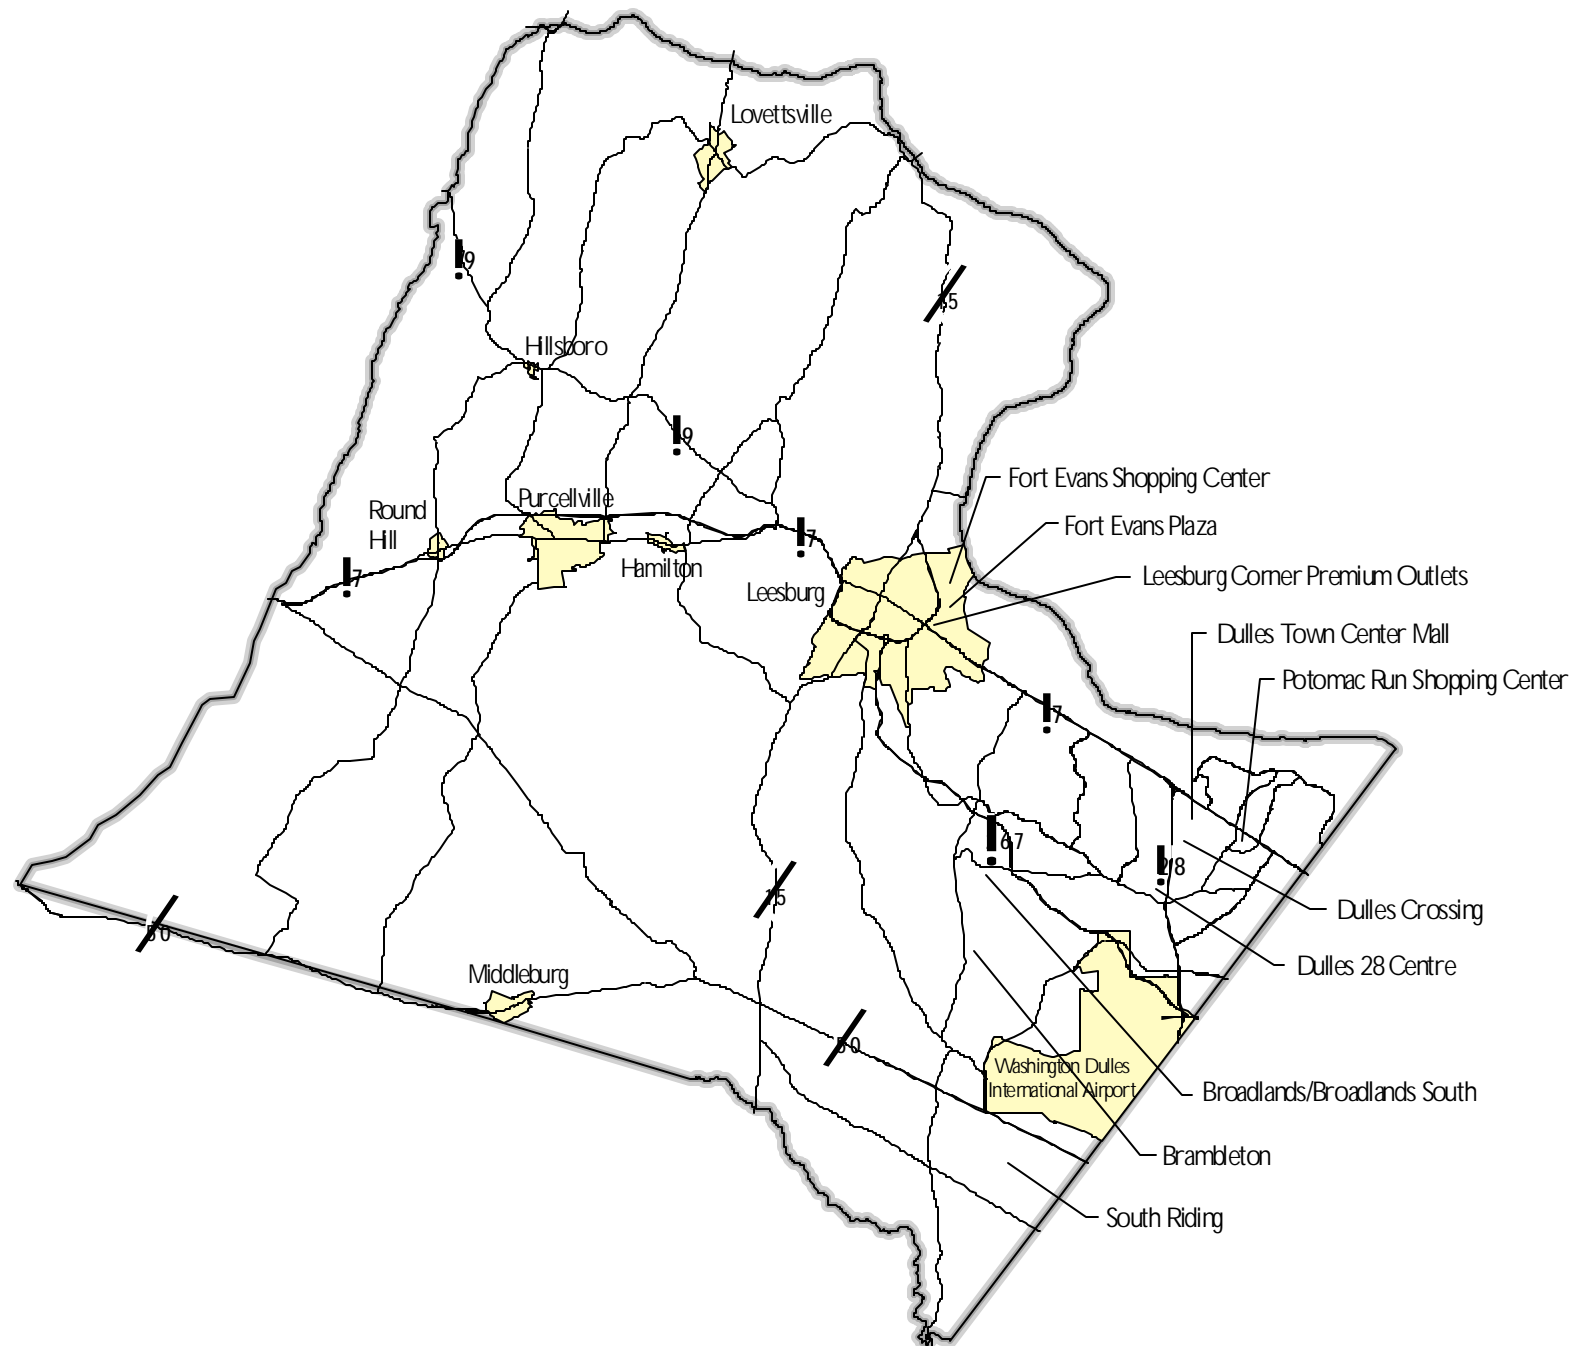 Lovettsville
9
15
Hillsboro
9
Fort Evans Shopping Center
Purcellville
Round
Hill
Fort Evans Plaza
7
Hamilton
7
Leesburg
Leesburg Corner Premium Outlets
Dulles Town Center Mall
Potomac Run Shopping Center
7
267
28
15
Dulles Crossing
50
Dulles 28 Centre
Middleburg
50
Washington Dulles
International Airport
Broadlands/Broadlands South
Brambleton
South Riding